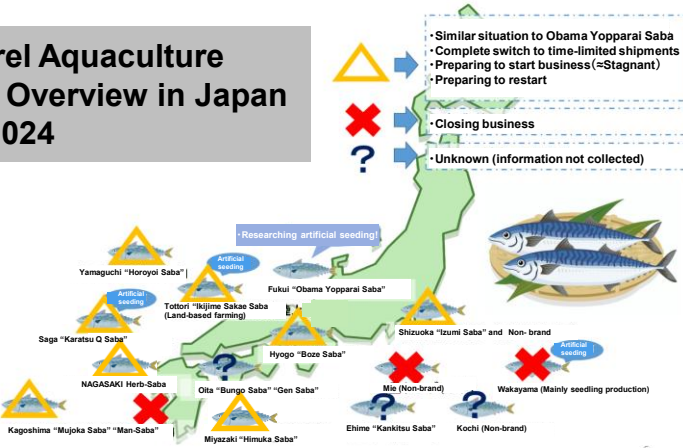 rel Aquaculture
Overview in Japan
024
・Similar situation to Obama Yopparai Saba
・Complete switch to time-limited shipments
・Preparing to start business(≈Stagnant)
・Preparing to restart
・Closing business
?
・Unknown (information not collected)
・Researching artificial seeding!
Yamaguchi “Horoyoi Saba”
Artificial
seeding
Tottori “Ikijime Sakae Saba
(Land-based farming)
Fukui “Obama Yopparai Saba”
Artificial
seeding
Saga “Karatsu Q Saba”
Hyogo “Boze Saba”
Shizuoka “Izumi Saba” and Non- brand
Artificial
seeding
NAGASAKI Herb-Saba
?
Oita “Bungo Saba” “Gen Saba”
Mie (Non-brand)
Wakayama (Mainly seedling production)
Kagoshima “Mujoka Saba” “Man-Saba”
Miyazaki “Himuka Saba”
?
Ehime “Kankitsu Saba”
?
Kochi (Non-brand)